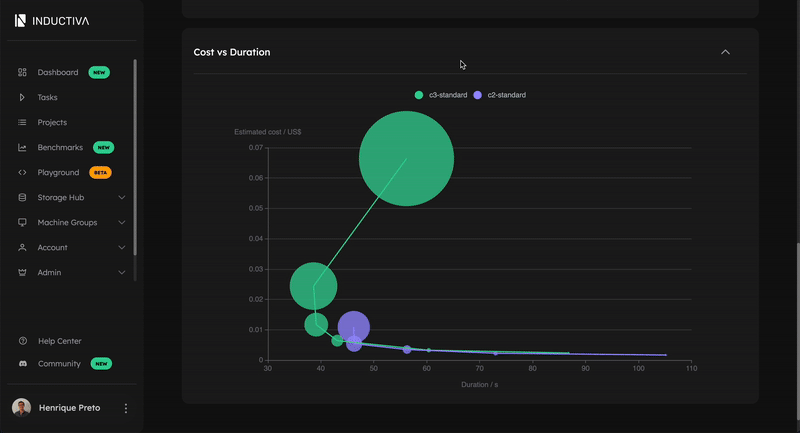 INDUCTIVA
Dashboard NEW
Tasks
Projects
Benchmarks NEW
Playground BETA
Storage Hub
Machine Groups
Account
Admin
Help Center
Community NEW
Henrique Preto
Cost vs Duration
c3-standard c2-standard
Estimated cost / US$
0.07
0.06
0.05
0.04
0.03
0.02
0.01
0
30 40 50 60 70 80 90 100 110
Duration / s